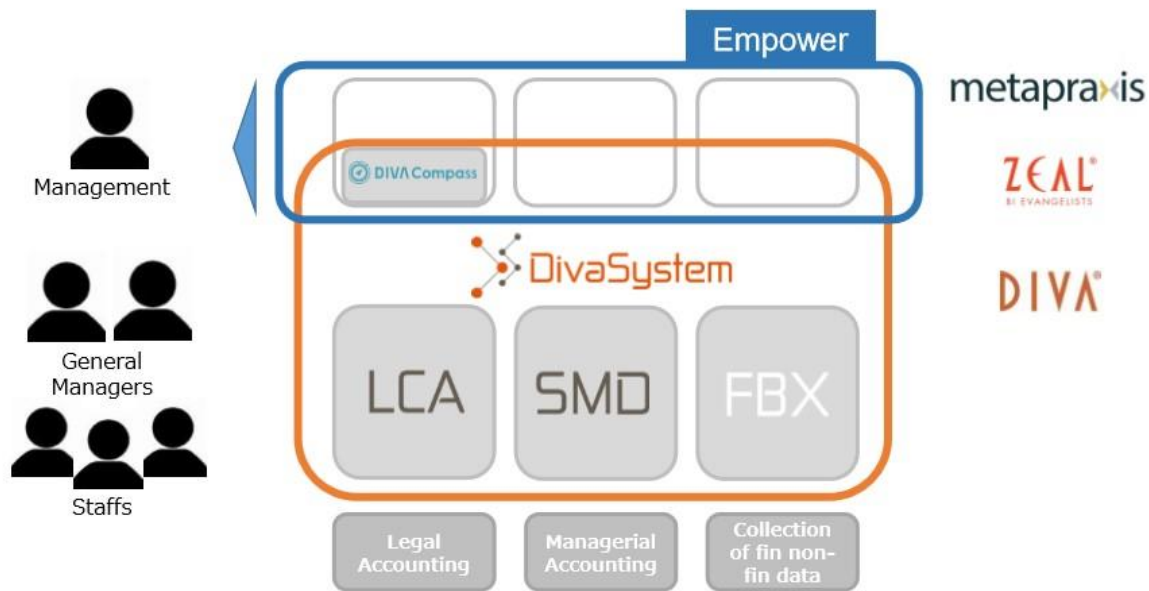 Empower
metapraxis
Management
DIVA Compass
ZEAL®
BI EVANGELISTS
DivaSystem
DIVA®
General
Managers
LCA
SMD
FBX
Staffs
Legal
Accounting
Managerial
Accounting
Collection
of fin non-
fin data